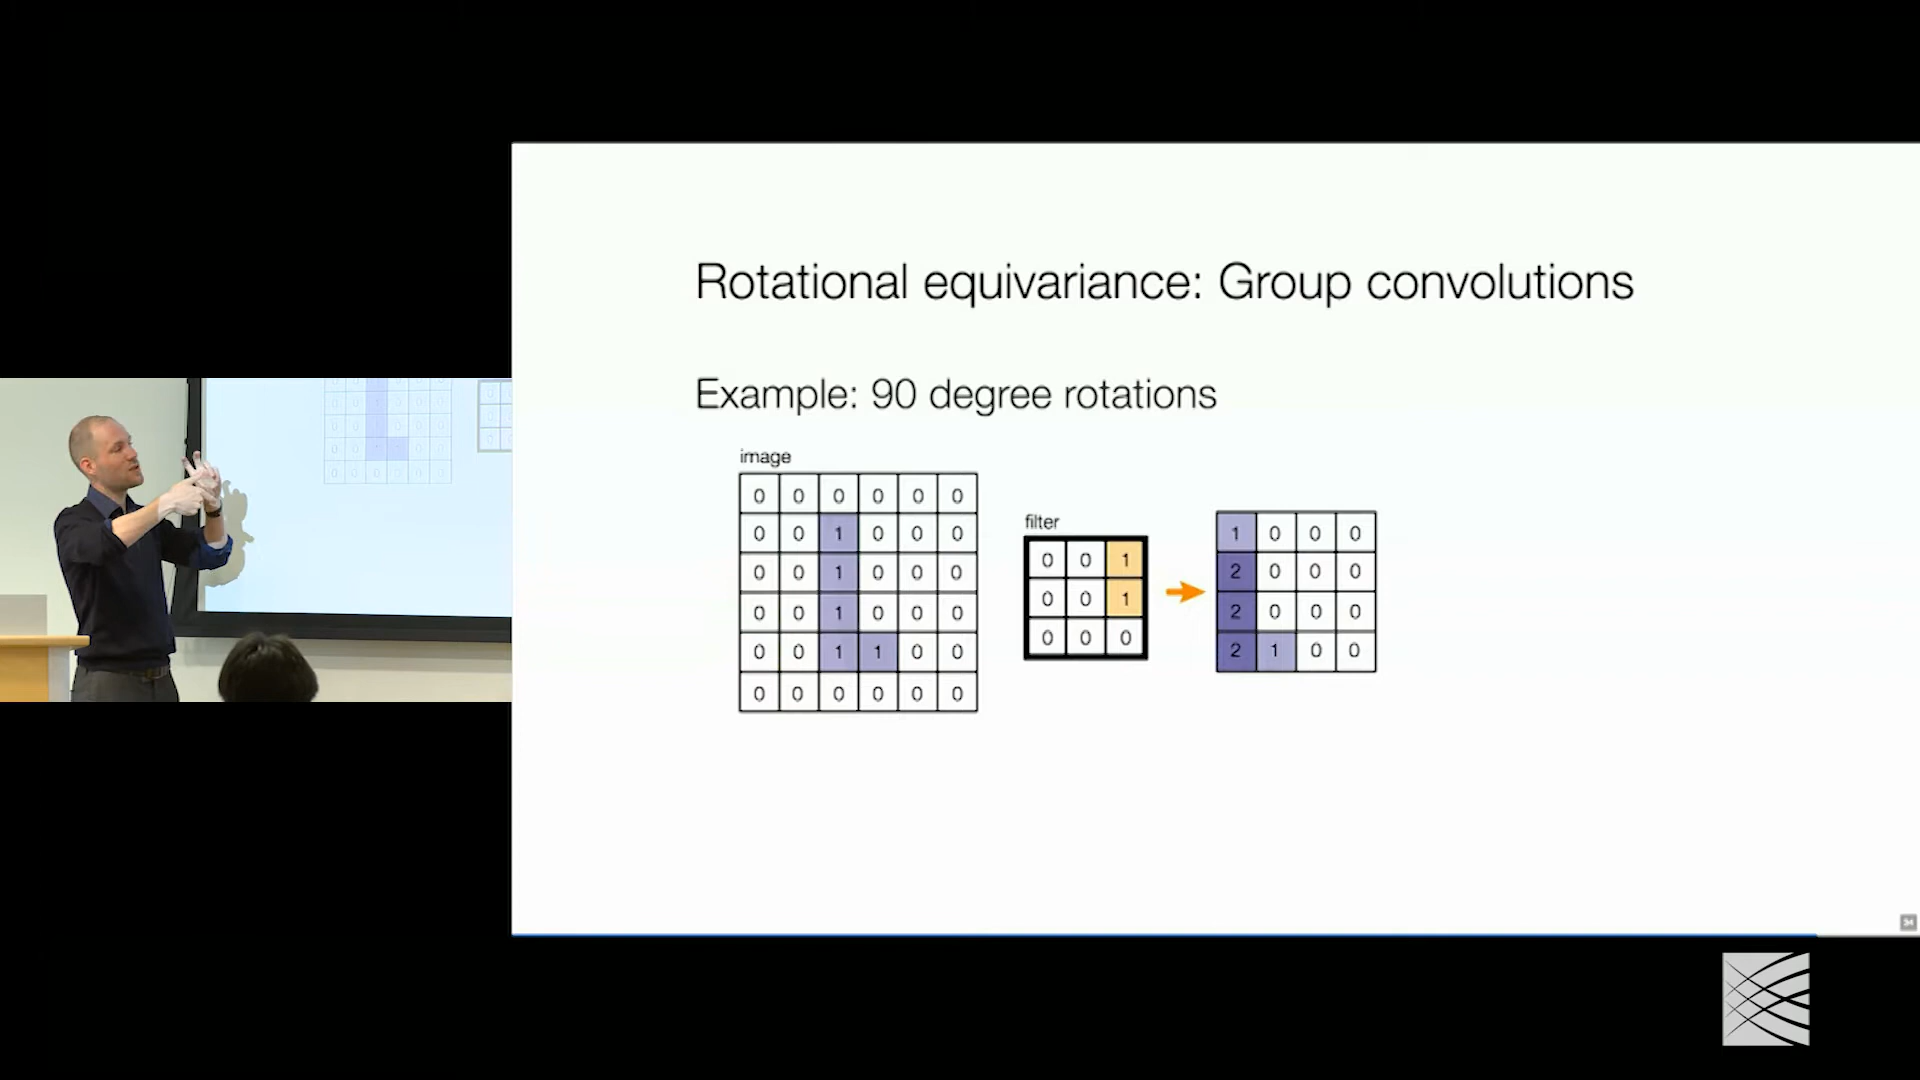 Rotational equivariance: Group convolutions
Example: 90 degree rotations
image
0 0 0 0 0 0
0 0 1 0 0 0
0 0 1 0 0 0
0 0 1 0 0 0
0 0 1 1 0 0
0 0 0 0 0 0
filter
0 0 1
0 0 1
0 0 0
1 0 0 0
2 0 0 0
2 0 0 0
2 1 0 0
34